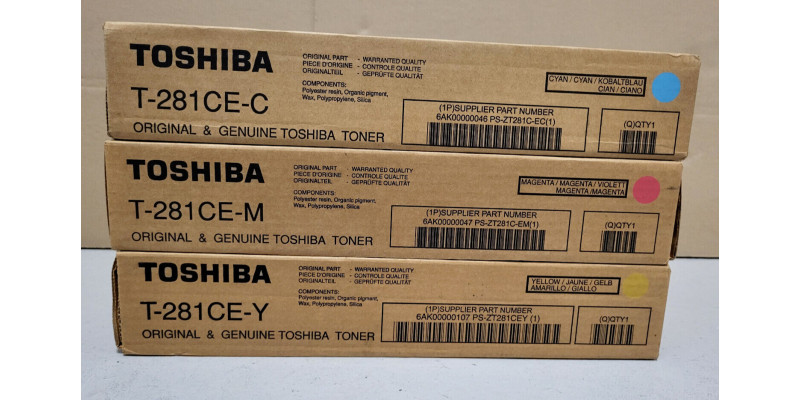 TOSHIBA
T-281CE-C
ORIGINAL & GENUINE TOSHIBA TONER
ORIGINAL PART - WARRANTED QUALITY
PIECE D'ORIGINE - CONTROLE QUALITE
ORIGINALTEIL - GEPRÜFTE QUALITÄT
COMPONENTS:
Polyester resin, Organic pigment,
Wax, Polypropylene, Silica
CYAN / CYAN / KOBALTBLAU
CIAN / CIANO
(1P)SUPPLIER PART NUMBER
6AK00000046 PS-ZT281C-EC(1)
(Q)QTY1
TOSHIBA
T-281CE-M
ORIGINAL & GENUINE TOSHIBA TONER
ORIGINAL PART - WARRANTED QUALITY
PIECE D'ORIGINE - CONTROLE QUALITE
ORIGINALTEIL - GEPRÜFTE QUALITÄT
COMPONENTS:
Polyester resin, Organic pigment,
Wax, Polypropylene, Silica
MAGENTA / MAGENTA / VIOLETT
MAGENTA /MAGENTA
(1P)SUPPLIER PART NUMBER
6AK00000047 PS-ZT281C-EM(1)
(Q)QTY1
TOSHIBA
T-281CE-Y
ORIGINAL & GENUINE TOSHIBA TONER
ORIGINAL PART - WARRANTED QUALITY
PIECE D'ORIGINE - CONTROLE QUALITE
ORIGINALTEIL - GEPRÜFTE QUALITÄT
COMPONENTS:
Polyester resin, Organic pigment,
Wax, Polypropylene, Silica
YELLOW / JAUNE / GELB
AMARILLO / GIALLO
(1P)SUPPLIER PART NUMBER
6AK00000107 PS-ZT281CEY (1)
(Q)QTY1